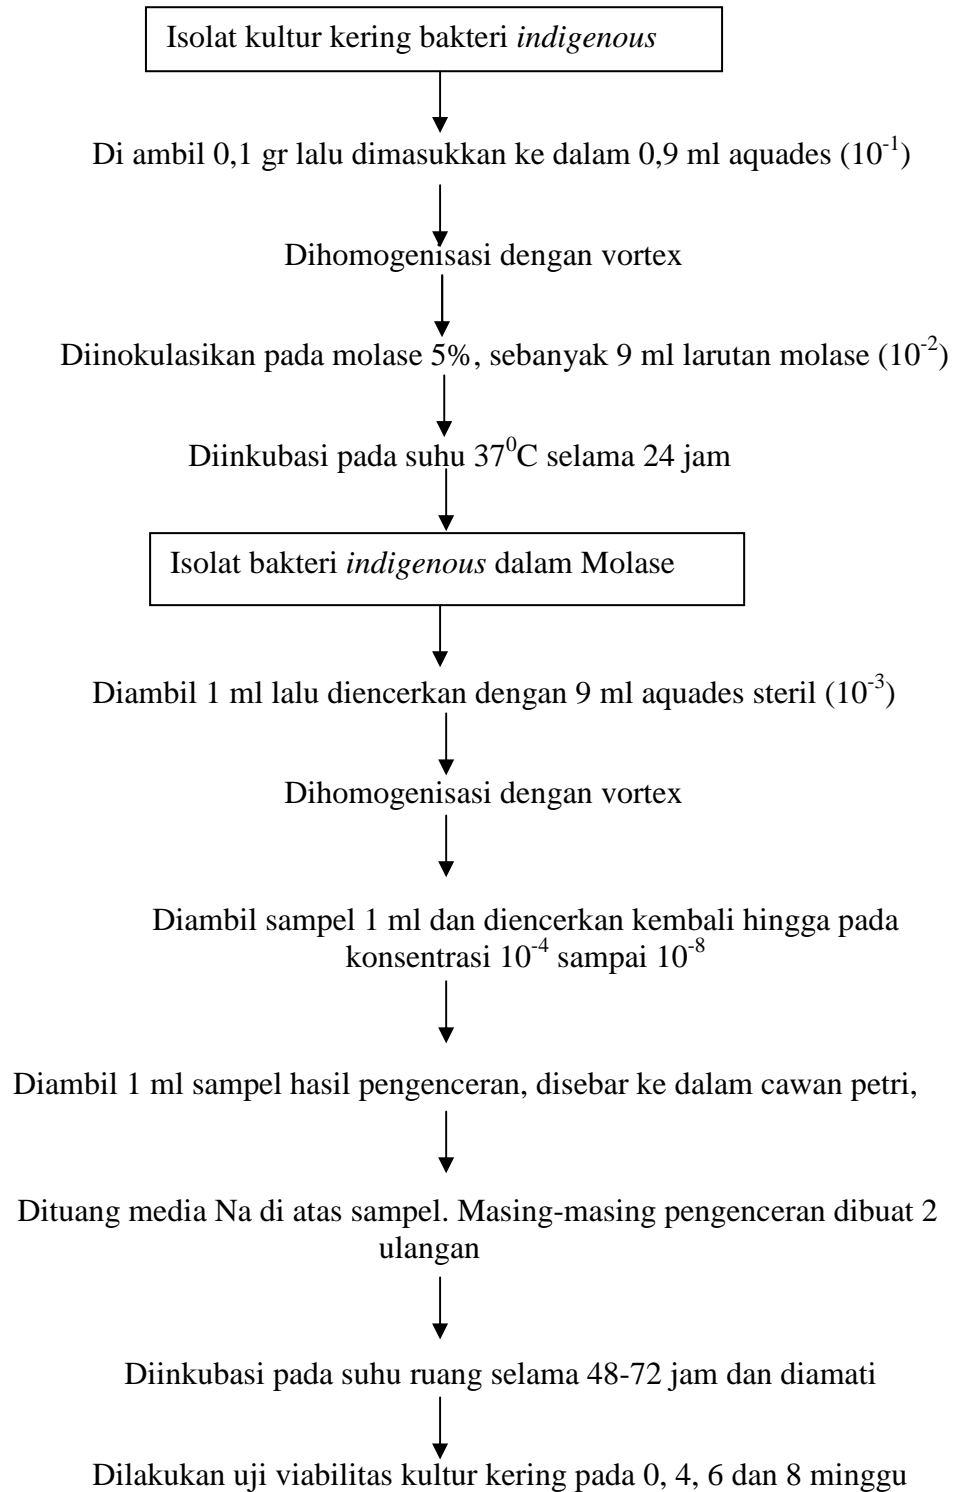 Isolat kultur kering bakteri indigenous
Di ambil 0,1 gr lalu dimasukkan ke dalam 0,9 ml aquades (10⁻¹)
Dihomogenisasi dengan vortex
Diinokulasikan pada molase 5%, sebanyak 9 ml larutan molase (10⁻²)
Diinkubasi pada suhu 37⁰C selama 24 jam
Isolat bakteri indigenous dalam Molase
Diambil 1 ml lalu diencerkan dengan 9 ml aquades steril (10⁻³)
Dihomogenisasi dengan vortex
Diambil sampel 1 ml dan diencerkan kembali hingga pada
konsentrasi 10⁻⁴ sampai 10⁻⁸
Diambil 1 ml sampel hasil pengenceran, disebar ke dalam cawan petri,
Dituang media Na di atas sampel. Masing-masing pengenceran dibuat 2
ulangan
Diinkubasi pada suhu ruang selama 48-72 jam dan diamati
Dilakukan uji viabilitas kultur kering pada 0, 4, 6 dan 8 minggu